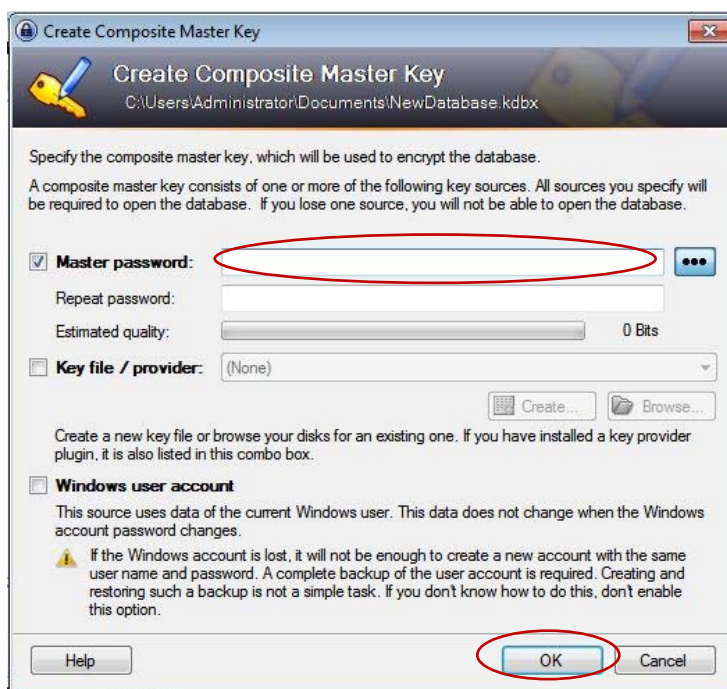 Create Composite Master Key
Create Composite Master Key
C:\Users\Administrator\Documents\NewDatabase.kdbx
Specify the composite master key, which will be used to encrypt the database.
A composite master key consists of one or more of the following key sources. All sources you specify will
be required to open the database. If you lose one source, you will not be able to open the database.
Master password:
Repeat password:
Estimated quality: 0 Bits
Key file / provider: (None)
Create... Browse...
Create a new key file or browse your disks for an existing one. If you have installed a key provider
plugin, it is also listed in this combo box.
Windows user account
This source uses data of the current Windows user. This data does not change when the Windows
account password changes.
If the Windows account is lost, it will not be enough to create a new account with the same
user name and password. A complete backup of the user account is required. Creating and
restoring such a backup is not a simple task. If you don't know how to do this, don't enable
this option.
Help OK Cancel